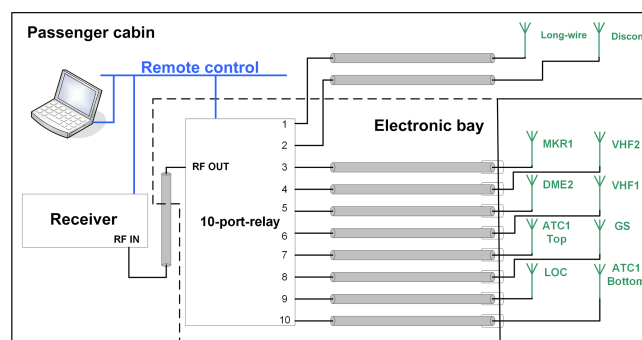 Passenger cabin
Long-wire
Discon
Remote control
1
Electronic bay
2
MKR1
VHF2
RF OUT
3
4
DME2
VHF1
5
Receiver
10-port-relay
6
ATC1
Top
GS
RF IN
7
8
LOC
ATC1
Bottom
9
10